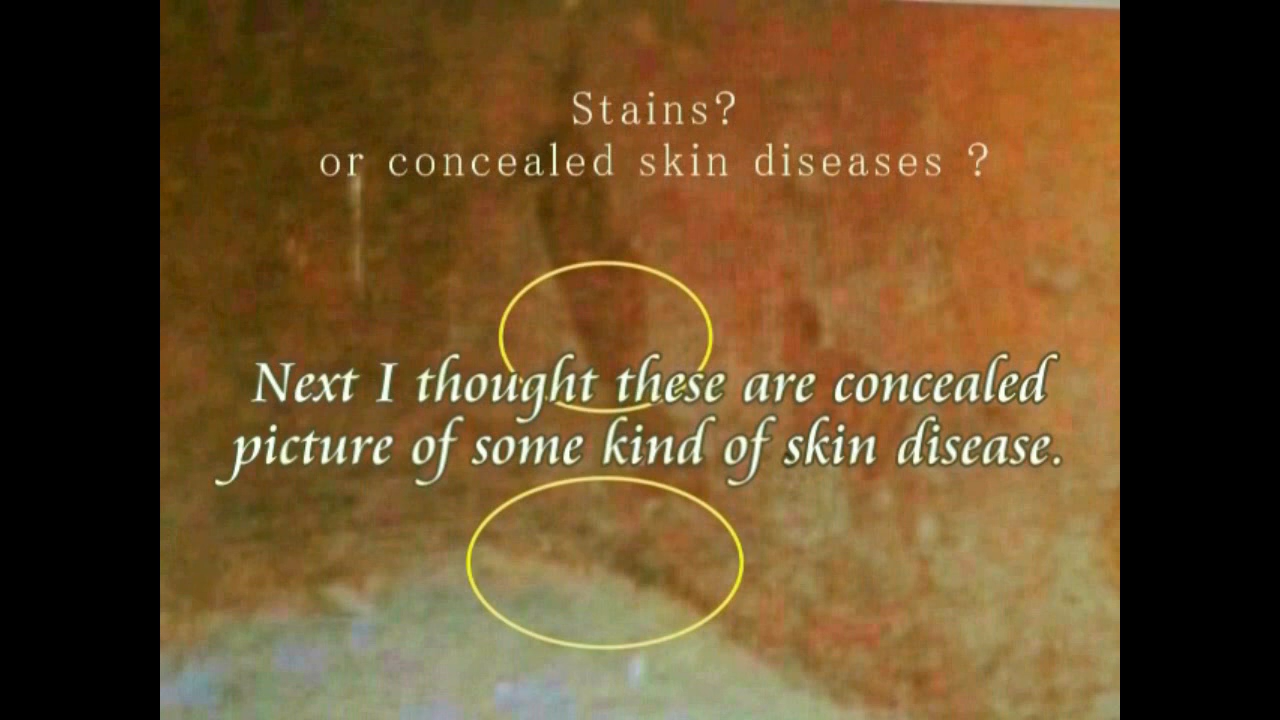 Stains?
or concealed skin diseases ?
Next I thought these are concealed
picture of some kind of skin disease.